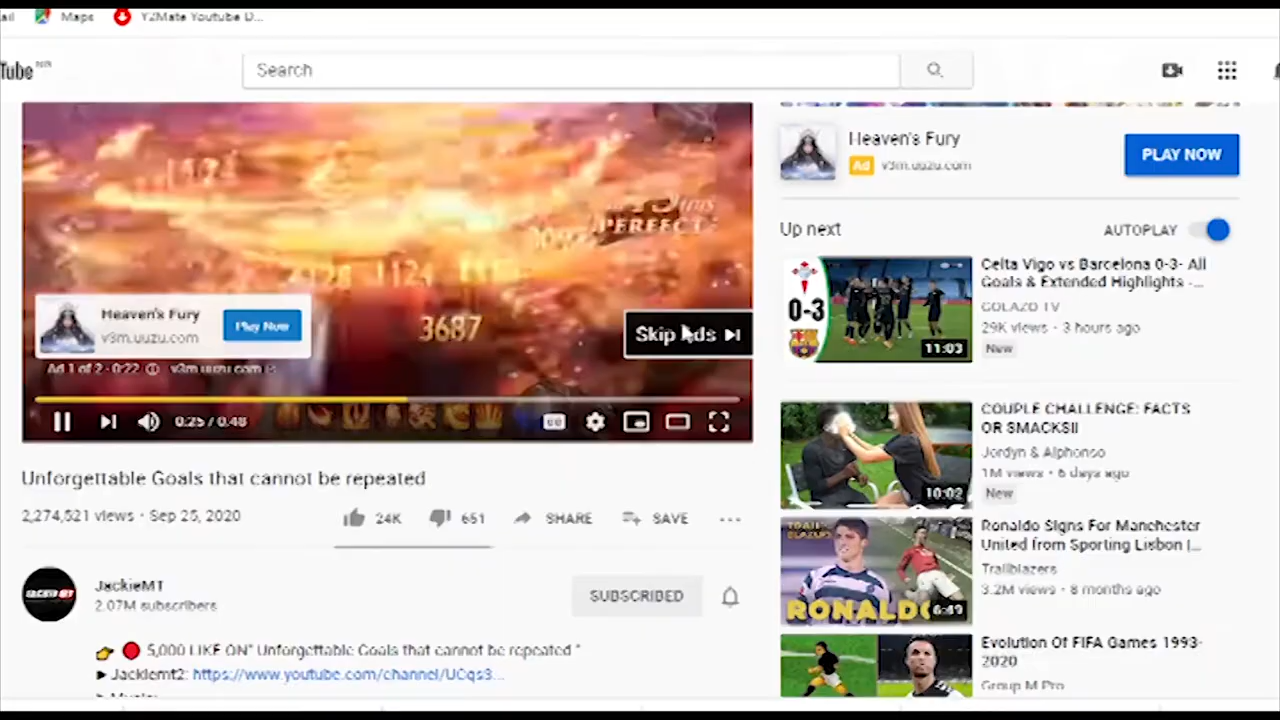 ail Maps Y2Mate Youtube D...
Tube
Search
PERFECT
1124
3687
Heaven's Fury
v3m.uuzu.com
Play Now
Skip Ads
Ad 1 of 2 · 0:22 v3m.uuzu.com
0:25 / 0:48
Unforgettable Goals that cannot be repeated
2,274,521 views · Sep 25, 2020
24K 651 SHARE SAVE ...
JackieMT
2.07M subscribers
SUBSCRIBED
5,000 LIKE ON" Unforgettable Goals that cannot be repeated "
► Jackiemt2: https://www.youtube.com/channel/UCqs3...
Heaven's Fury
Ad v3m.uuzu.com
PLAY NOW
Up next
AUTOPLAY
0-3
11:03
Celta Vigo vs Barcelona 0-3- All
Goals & Extended Highlights -...
GOLAZO TV
29K views · 3 hours ago
New
10:02
COUPLE CHALLENGE: FACTS
OR SMACKS!!
Jordyn & Alphonso
1M views · 6 days ago
New
TRAIL
BLAZERS
RONALDO
6:49
Ronaldo Signs For Manchester
United from Sporting Lisbon |...
Trailblazers
3.2M views · 8 months ago
Evolution Of FIFA Games 1993-
2020
Group M Pro